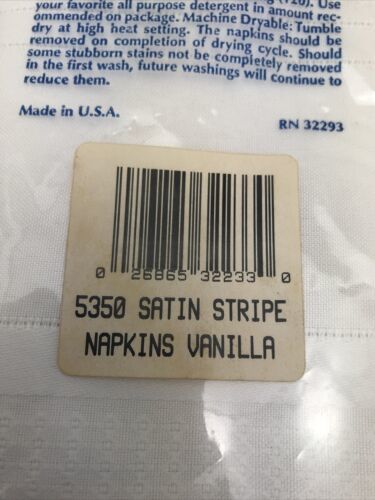 (120). Use
your favorite all purpose detergent in amount rec-
ommended on package. Machine Dryable: Tumble
dry at high heat setting. The napkins should be
removed on completion of drying cycle. Should
some stubborn stains not be completely removed
in the first wash, future washings will continue to
reduce them.
Made in U.S.A.
RN 32293
0 26865 32233 0
5350 SATIN STRIPE
NAPKINS VANILLA